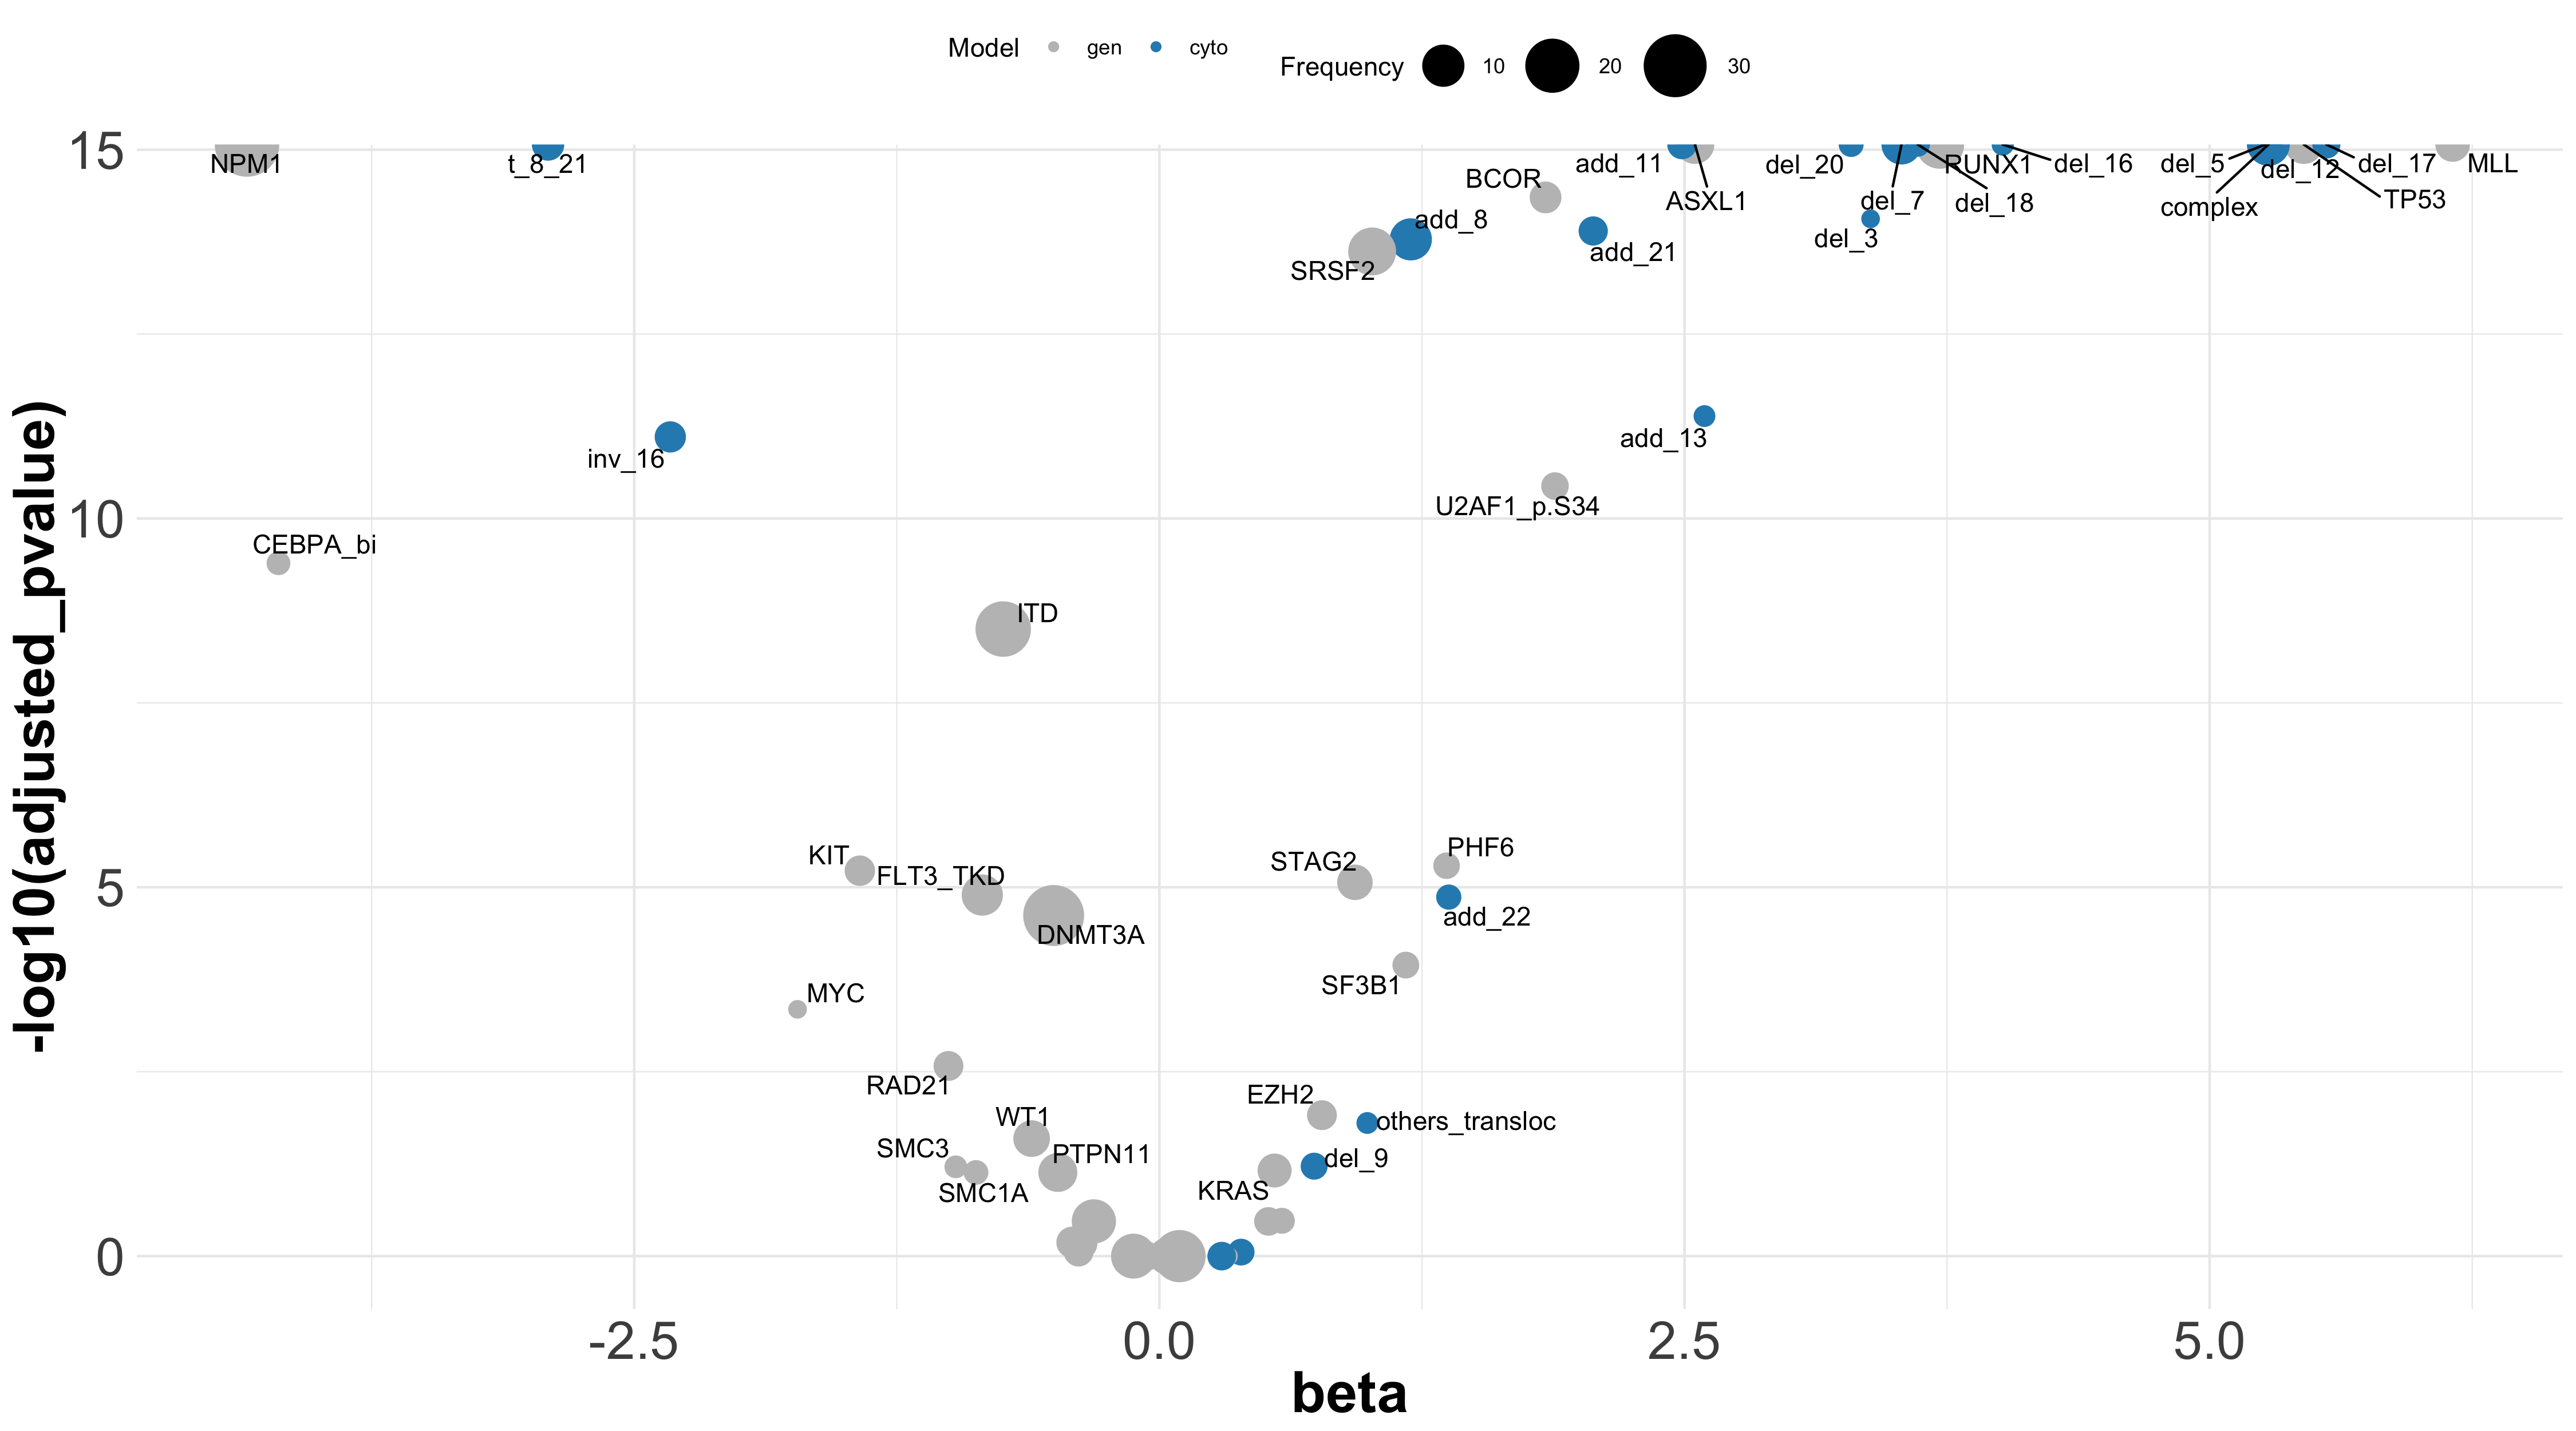 Model gen cyto
Frequency 10 20 30
15
NPM1
t_8_21
add_11
del_20
RUNX1
del_16
del_5
del_12
del_17
MLL
BCOR
ASXL1
del_7
del_18
complex
TP53
add_8
del_3
add_21
SRSF2
add_13
inv_16
U2AF1_p.S34
10
CEBPA_bi
ITD
KIT
FLT3_TKD
STAG2
PHF6
5
add_22
DNMT3A
SF3B1
MYC
RAD21
EZH2
WT1
others_transloc
SMC3
PTPN11
del_9
SMC1A
KRAS
0
-2.5 0.0 2.5 5.0
beta
-log10(adjusted_pvalue)